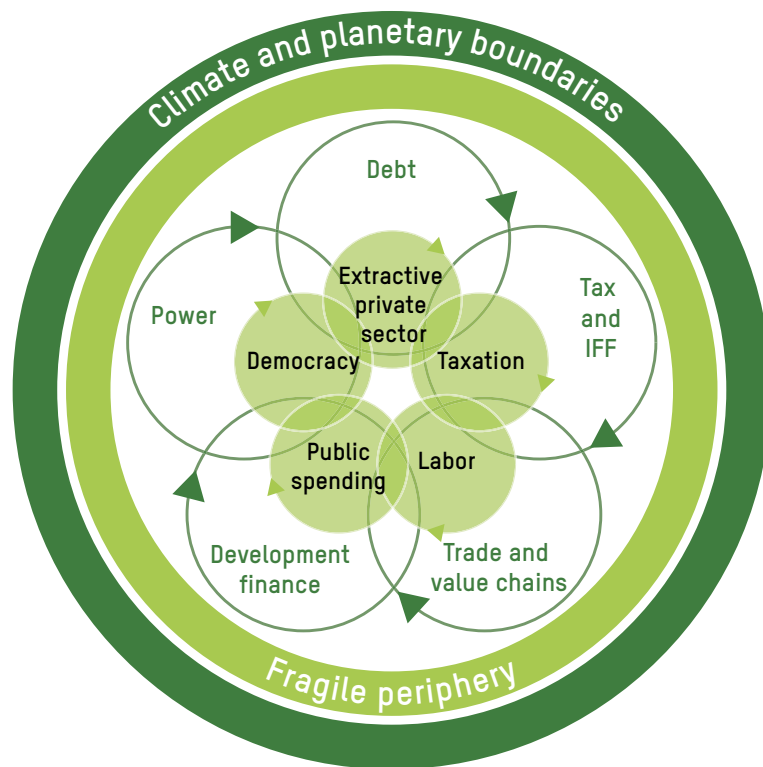 Climate and planetary boundaries
Debt
Extractive
private
sector
Power
Tax
and
IFF
Democracy
Taxation
Public
spending
Labor
Development
finance
Trade and
value chains
Fragile periphery